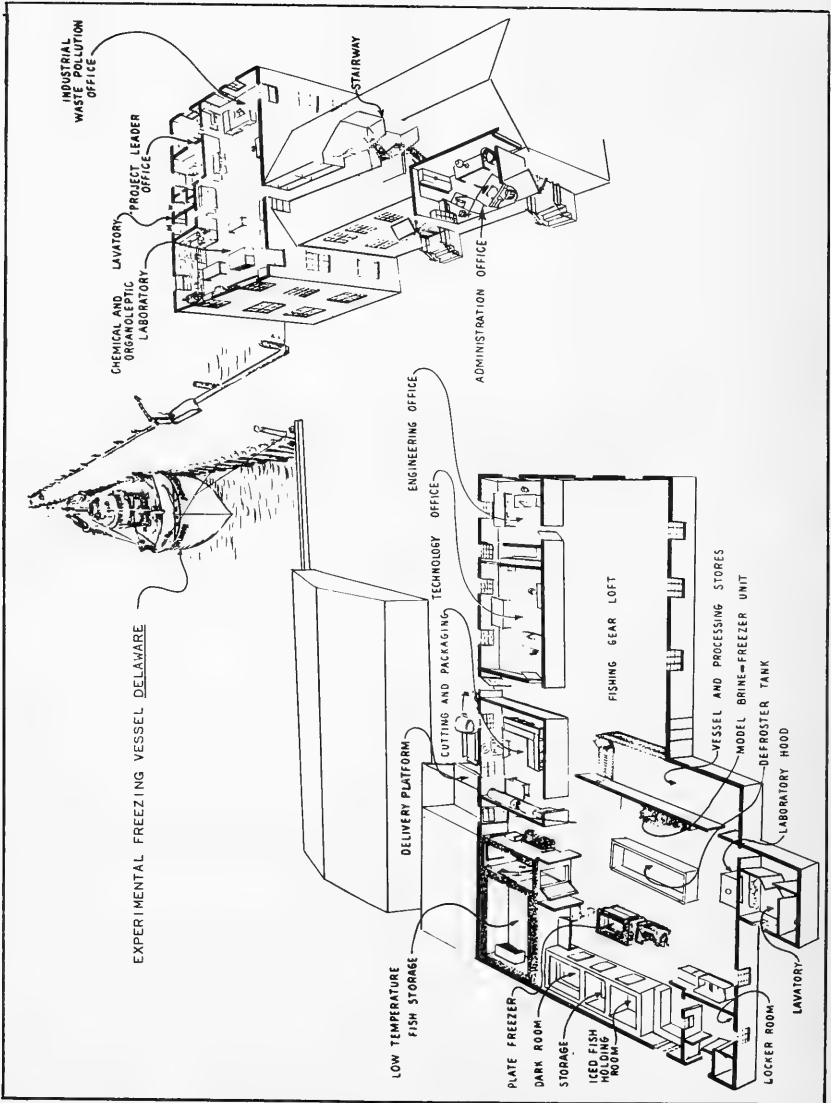 EXPERIMENTAL FREEZING VESSEL DELAWARE
CHEMICAL AND
ORGANOLEPTIC
LABORATORY
LAVATORY
PROJECT LEADER
OFFICE
INDUSTRIAL
WASTE POLLUTION
OFFICE
STAIRWAY
ADMINISTRATION OFFICE
LOW TEMPERATURE
FISH STORAGE
DELIVERY PLATFORM
CUTTING AND PACKAGING
TECHNOLOGY OFFICE
ENGINEERING OFFICE
PLATE FREEZER
DARK ROOM
STORAGE
ICED FISH
HOLDING
ROOM
FISHING GEAR LOFT
VESSEL AND PROCESSING STORES
MODEL BRINE-FREEZER UNIT
DEFROSTER TANK
LABORATORY HOOD
LAVATORY
LOCKER ROOM